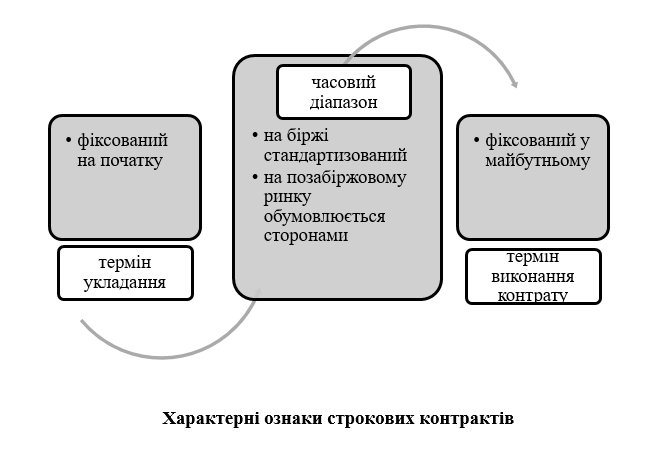 • фіксований
на початку
термін
укладання
часовий
діапазон
• на біржі
стандартизований
• на позабіржовому
ринку
обумовлюється
сторонами
• фіксований у
майбутньому
термін
виконання
контрату
Характерні ознаки строкових контрактів